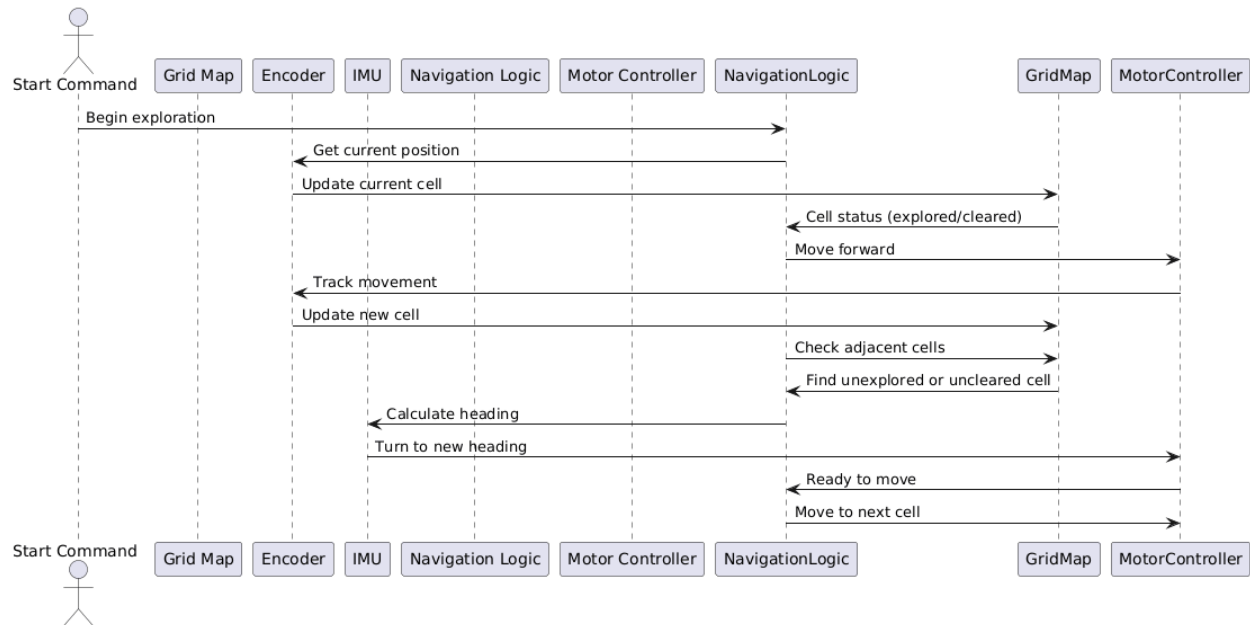 Start Command
Grid Map
Encoder
IMU
Navigation Logic
Motor Controller
NavigationLogic
GridMap
MotorController
Begin exploration
Get current position
Update current cell
Cell status (explored/cleared)
Move forward
Track movement
Update new cell
Check adjacent cells
Find unexplored or uncleared cell
Calculate heading
Turn to new heading
Ready to move
Move to next cell
Start Command
Grid Map
Encoder
IMU
Navigation Logic
Motor Controller
NavigationLogic
GridMap
MotorController